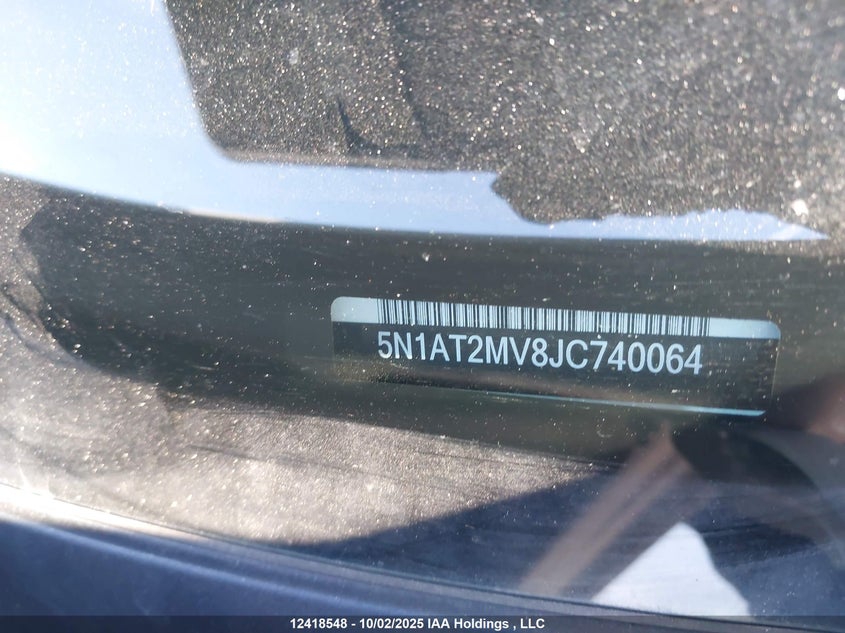 5N1AT2MV8JC740064
12418548 - 10/02/2025 IAA Holdings , LLC